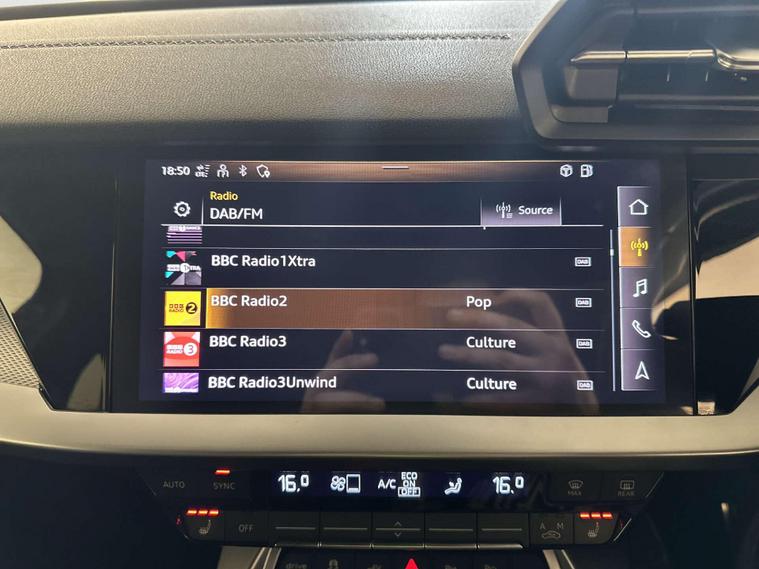 18:50
Radio
DAB/FM
Source
BBC Radio1Xtra DAB
BBC Radio2 Pop DAB
BBC Radio3 Culture DAB
BBC Radio3Unwind Culture DAB
AUTO SYNC 16.0 A/C ECO ON OFF 16.0 MAX REAR
OFF A M
drive